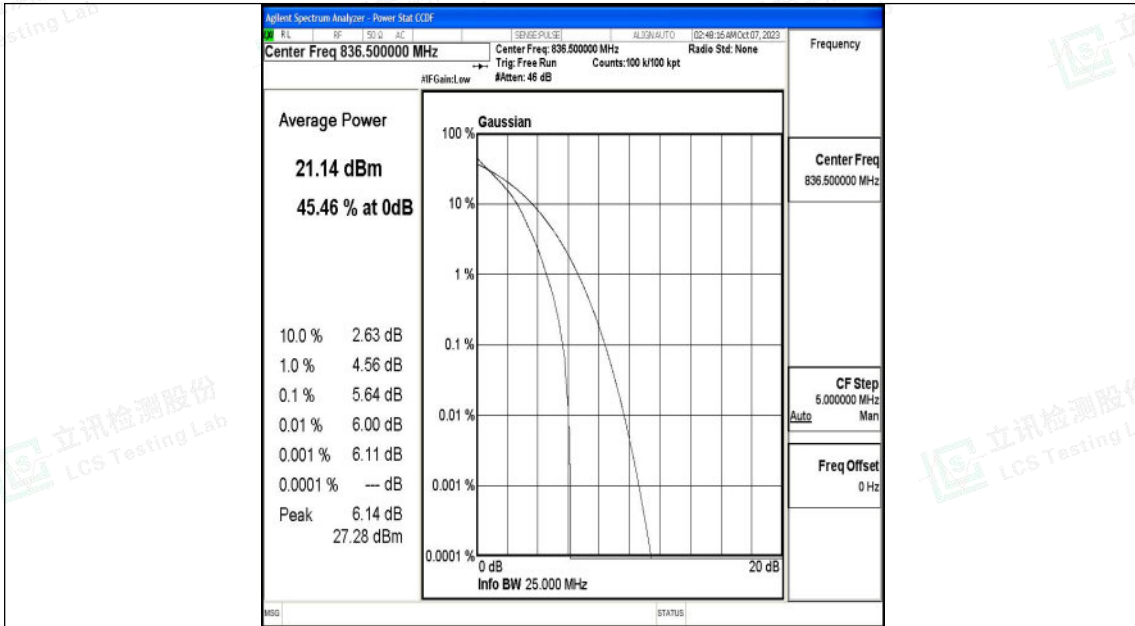 Agilent Spectrum Analyzer - Power Stat CCDF
RL RF 50 Ω AC SENSE:PULSE ALIGNAUTO 02:48:16 AM Oct 07, 2023
Center Freq 836.500000 MHz
Center Freq: 836.500000 MHz Radio Std: None
Trig: Free Run Counts:100 k/100 kpt
#IFGain:Low #Atten: 46 dB
Frequency
Average Power
21.14 dBm
45.46 % at 0dB
10.0 % 2.63 dB
1.0 % 4.56 dB
0.1 % 5.64 dB
0.01 % 6.00 dB
0.001 % 6.11 dB
0.0001 % --- dB
Peak 6.14 dB
27.28 dBm
Gaussian
100 %
10 %
1 %
0.1 %
0.01 %
0.001 %
0.0001 %
0 dB 20 dB
Info BW 25.000 MHz
Center Freq
836.500000 MHz
CF Step
5.000000 MHz
Auto Man
Freq Offset
0 Hz
MSG STATUS
sting Lab
立讯检测股份
LCS Testing Lab
立讯检测股份
LCS Testing L